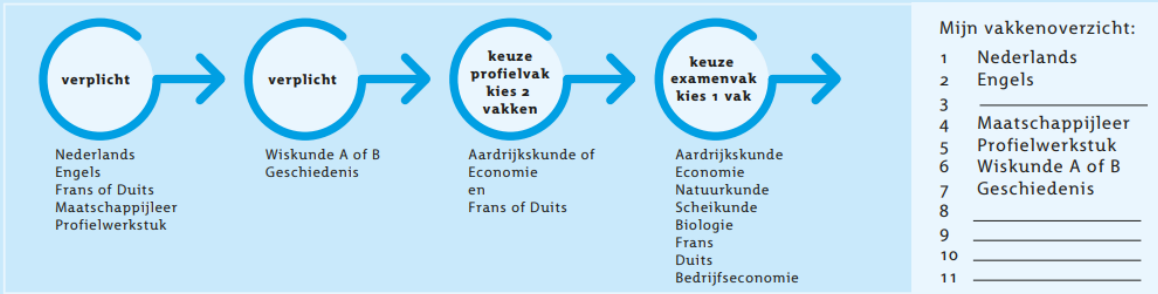 verplicht
Nederlands
Engels
Frans of Duits
Maatschappijleer
Profielwerkstuk
verplicht
Wiskunde A of B
Geschiedenis
keuze
profielvak
kies 2
vakken
Aardrijkskunde of
Economie
en
Frans of Duits
keuze
examenvak
kies 1 vak
Aardrijkskunde
Economie
Natuurkunde
Scheikunde
Biologie
Frans
Duits
Bedrijfseconomie
Mijn vakkenoverzicht:
1 Nederlands
2 Engels
3
4 Maatschappijleer
5 Profielwerkstuk
6 Wiskunde A of B
7 Geschiedenis
8
9
10
11